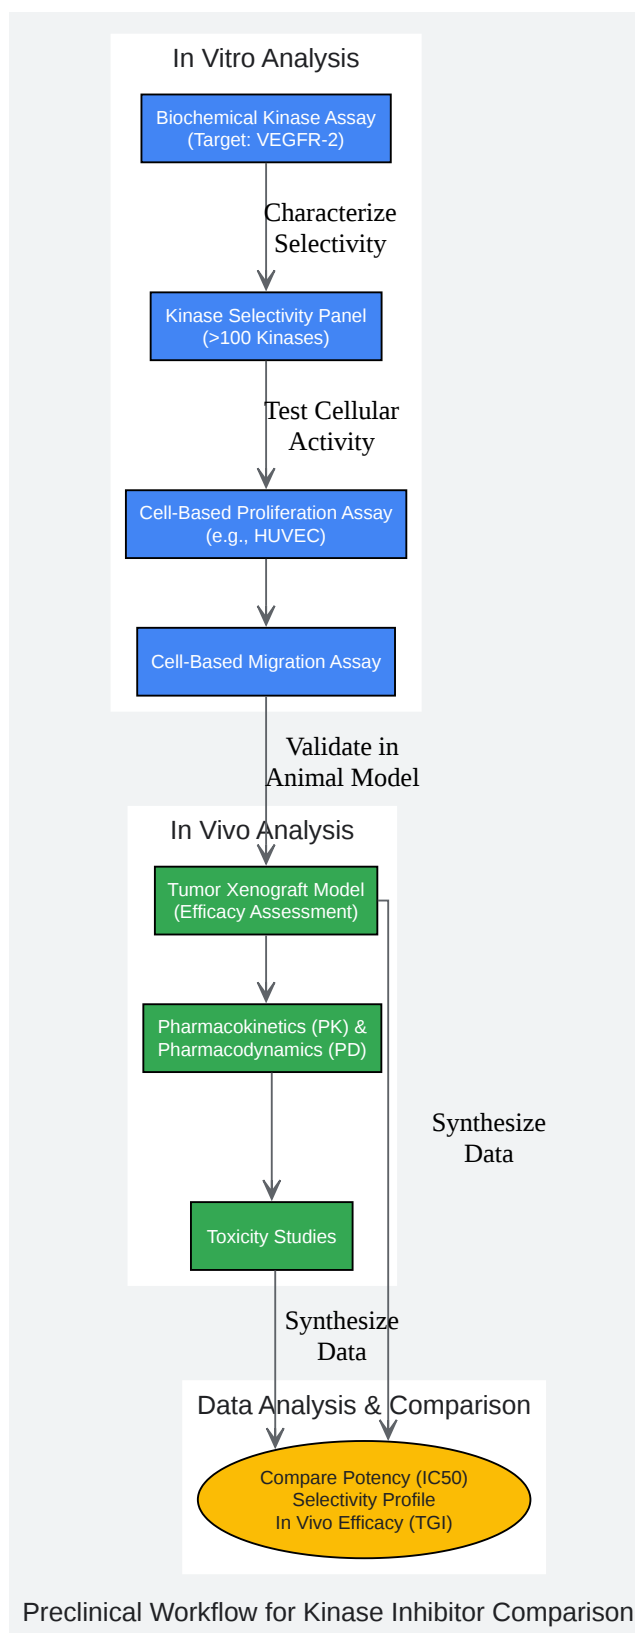 In Vitro Analysis
Biochemical Kinase Assay
(Target: VEGFR-2)
Characterize
Selectivity
Kinase Selectivity Panel
(>100 Kinases)
Test Cellular
Activity
Cell-Based Proliferation Assay
(e.g., HUVEC)
Cell-Based Migration Assay
Validate in
Animal Model
In Vivo Analysis
Tumor Xenograft Model
(Efficacy Assessment)
Pharmacokinetics (PK) &
Pharmacodynamics (PD)
Synthesize
Data
Toxicity Studies
Synthesize
Data
Data Analysis & Comparison
Compare Potency (IC50)
Selectivity Profile
In Vivo Efficacy (TGI)
Preclinical Workflow for Kinase Inhibitor Comparison